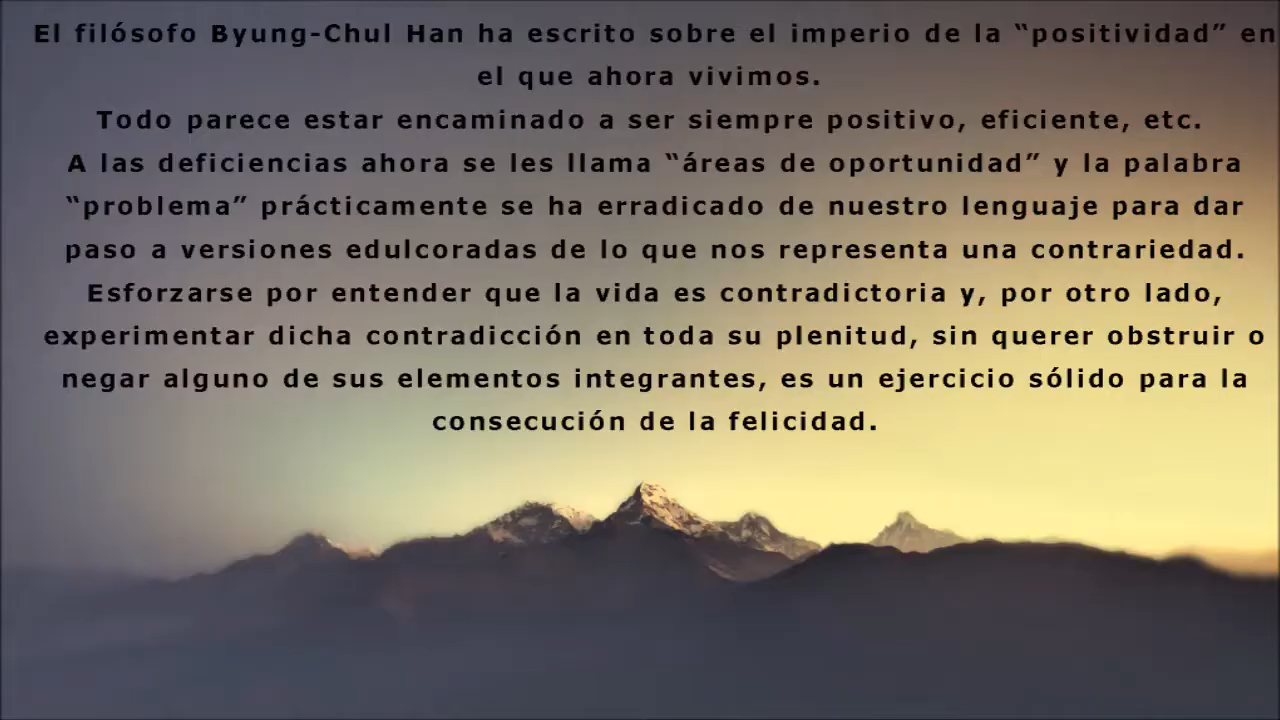 El filósofo Byung-Chul Han ha escrito sobre el imperio de la “positividad” en
el que ahora vivimos.
Todo parece estar encaminado a ser siempre positivo, eficiente, etc.
A las deficiencias ahora se les llama “áreas de oportunidad” y la palabra
“problema” prácticamente se ha erradicado de nuestro lenguaje para dar
paso a versiones edulcoradas de lo que nos representa una contrariedad.
Esforzarse por entender que la vida es contradictoria y, por otro lado,
experimentar dicha contradicción en toda su plenitud, sin querer obstruir o
negar alguno de sus elementos integrantes, es un ejercicio sólido para la
consecución de la felicidad.